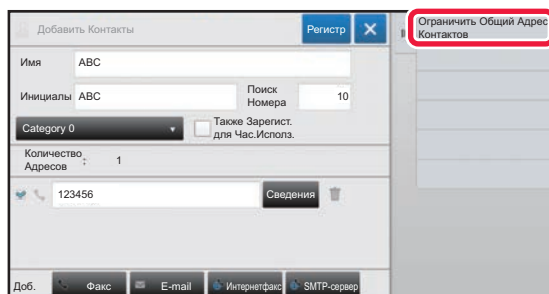 Добавить Контакты
Регистр
Ограничить Общий Адрес
Контактов
Имя
ABC
Инициалы
ABC
Поиск
Номера
10
Category 0
Также Зарегист.
для Час.Исполз.
Количество
Адресов
:
1
123456
Сведения
Доб.
Факс
E-mail
Интернетфакс
SMTP-сервер